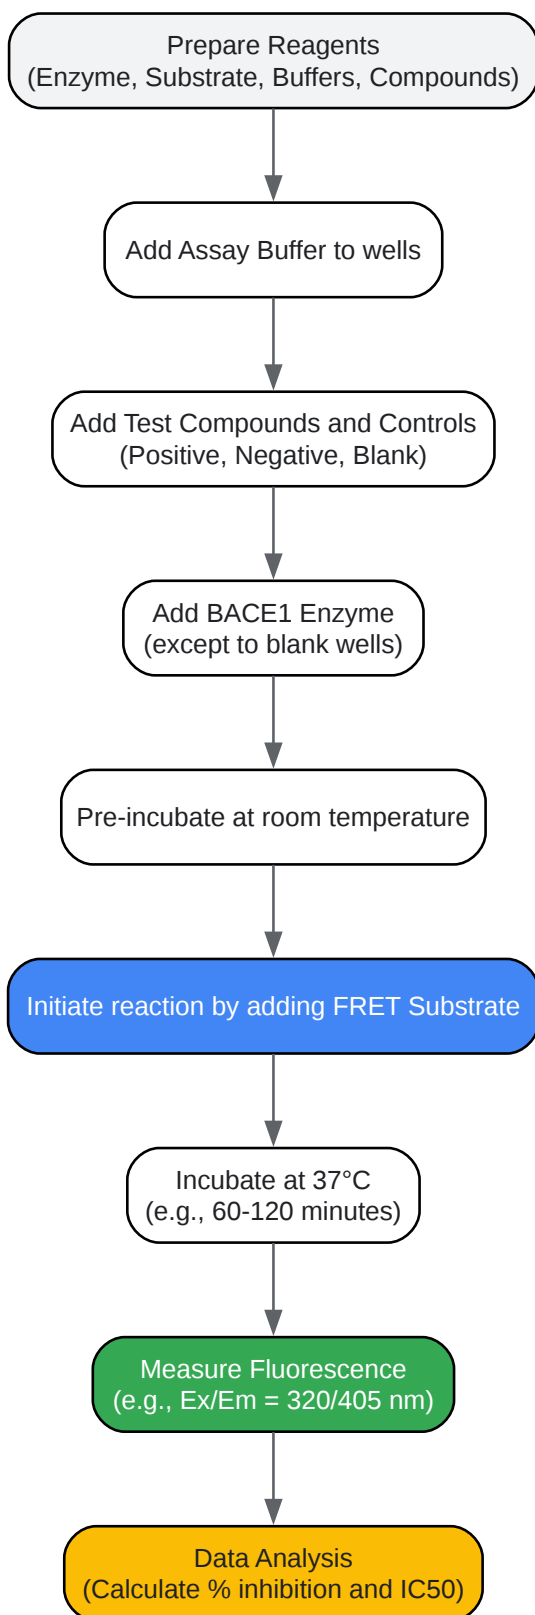 Prepare Reagents
(Enzyme, Substrate, Buffers, Compounds)
Add Assay Buffer to wells
Add Test Compounds and Controls
(Positive, Negative, Blank)
Add BACE1 Enzyme
(except to blank wells)
Pre-incubate at room temperature
Initiate reaction by adding FRET Substrate
Incubate at 37°C
(e.g., 60-120 minutes)
Measure Fluorescence
(e.g., Ex/Em = 320/405 nm)
Data Analysis
(Calculate % inhibition and IC50)